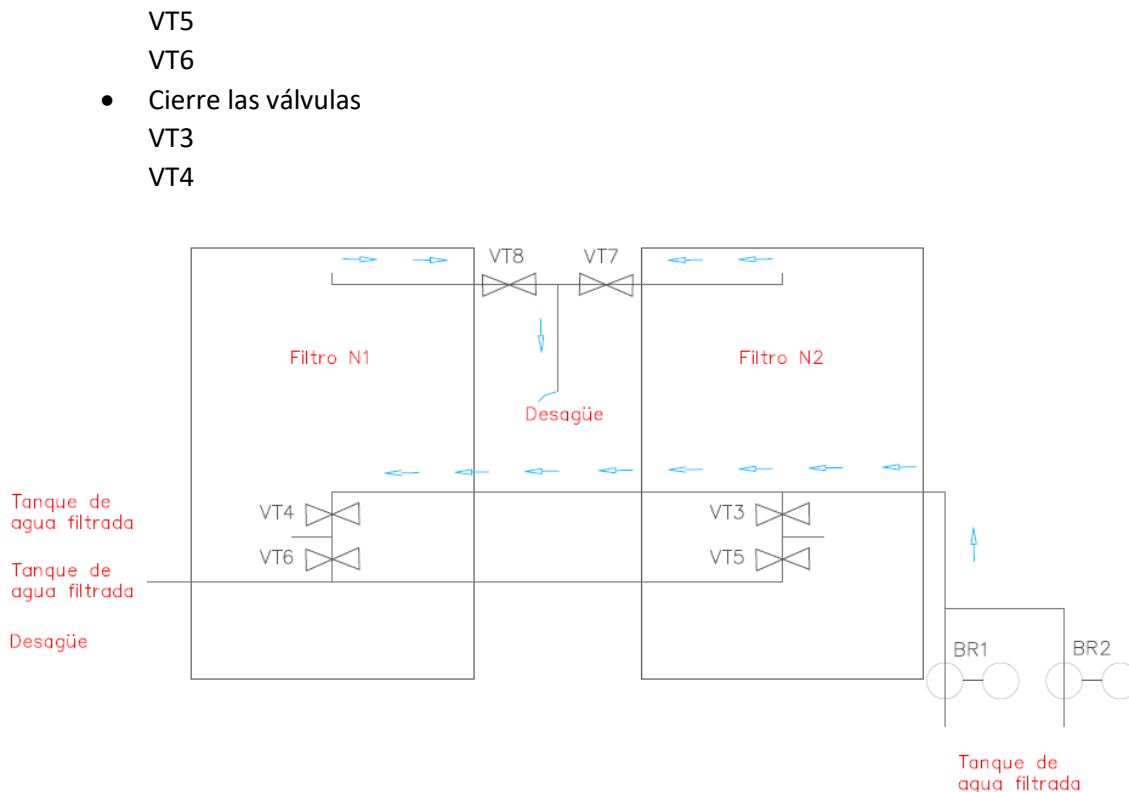 VT5
VT6
• Cierre las válvulas
VT3
VT4
VT8
VT7
Filtro N1
Filtro N2
Desagüe
Tanque de
agua filtrada
VT4
VT3
VT6
VT5
Tanque de
agua filtrada
Desagüe
BR1
BR2
Tanque de
agua filtrada